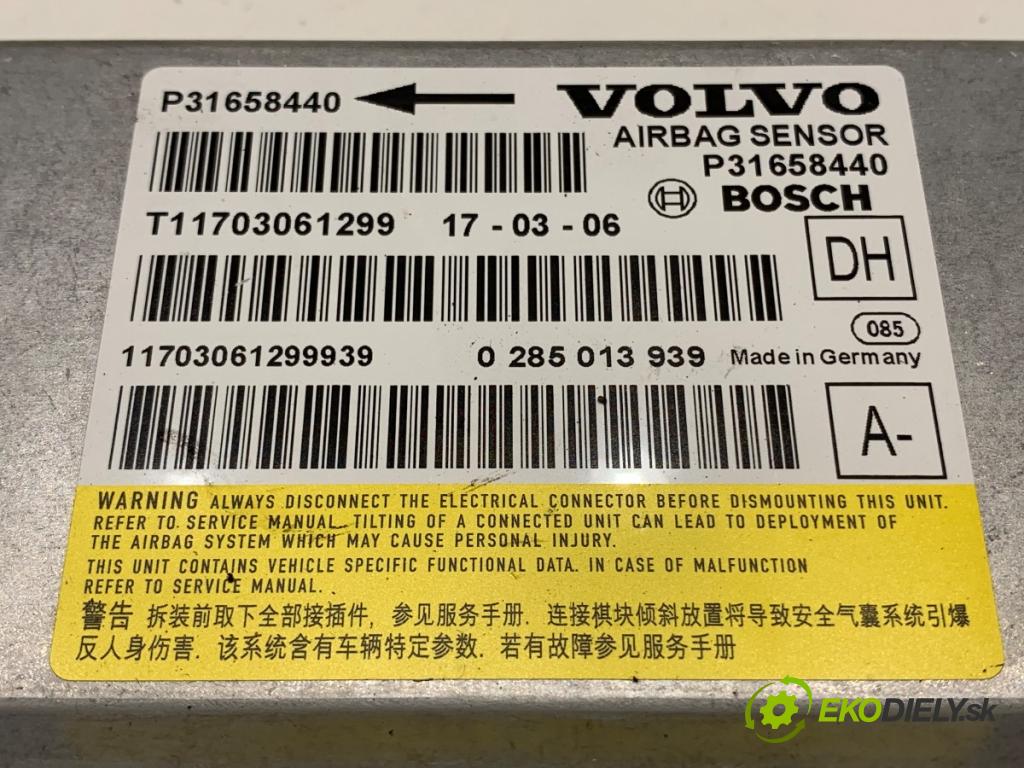 P31658440
VOLVO
AIRBAG SENSOR
P31658440
BOSCH
T11703061299 17 - 03 - 06
DH
085
11703061299939 0 285 013 939 Made in Germany
A-
WARNING ALWAYS DISCONNECT THE ELECTRICAL CONNECTOR BEFORE DISMOUNTING THIS UNIT.
REFER TO SERVICE MANUAL. TILTING OF A CONNECTED UNIT CAN LEAD TO DEPLOYMENT OF
THE AIRBAG SYSTEM WHICH MAY CAUSE PERSONAL INJURY.
THIS UNIT CONTAINS VEHICLE SPECIFIC FUNCTIONAL DATA. IN CASE OF MALFUNCTION
REFER TO SERVICE MANUAL.
警告 拆装前取下全部接插件, 参见服务手册. 连接棋块倾斜放置将导致安全气囊系统引爆
反人身伤害. 该系统含有车辆特定参数. 若有故障参见服务手册
EKODIELY.sk